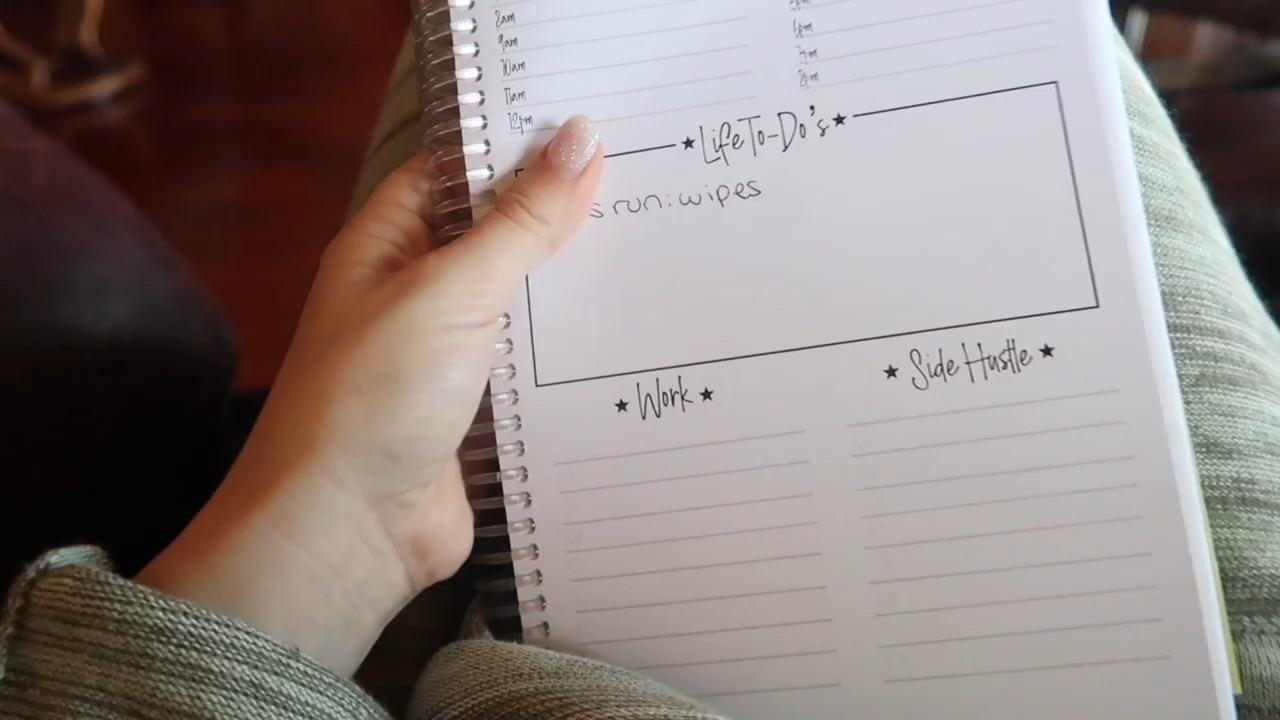 8am
9am
10am
11am
12pm
6pm
7pm
8pm
★ Life To-Do's ★
s run: wipes
★ Work ★
★ Side Hustle ★